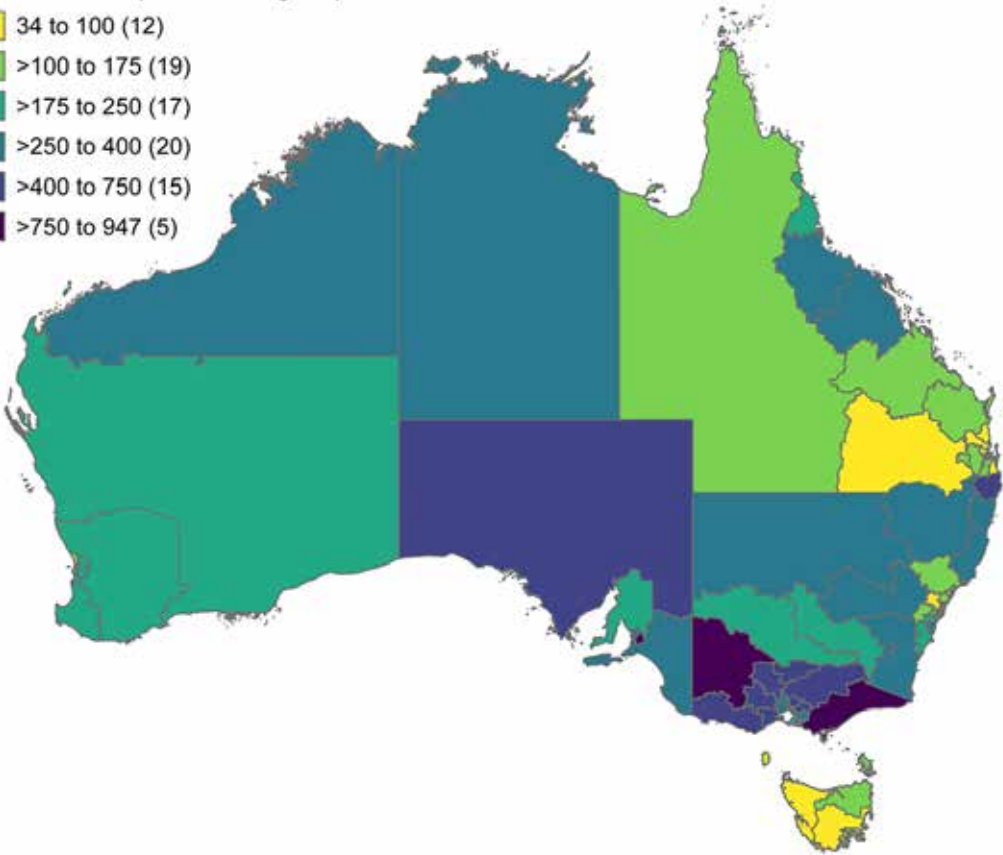 34 to 100 (12)
>100 to 175 (19)
>175 to 250 (17)
>250 to 400 (20)
>400 to 750 (15)
>750 to 947 (5)